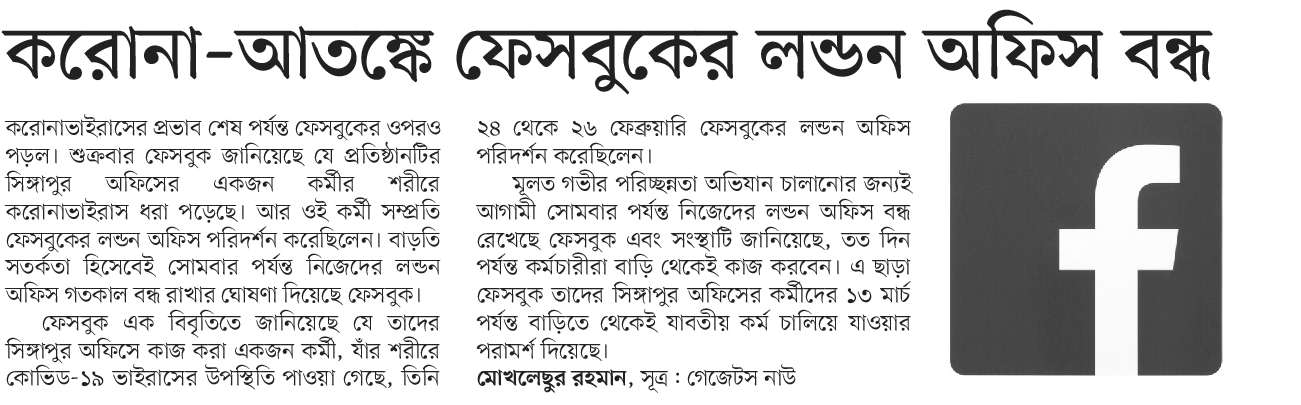 করোনা-আতঙ্কে ফেসবুকের লন্ডন অফিস বন্ধ
করোনাভাইরাসের প্রভাব শেষ পর্যন্ত ফেসবুকের ওপরও
পড়ল। শুক্রবার ফেসবুক জানিয়েছে যে প্রতিষ্ঠানটির
সিঙ্গাপুর অফিসের একজন কর্মীর শরীরে
করোনাভাইরাস ধরা পড়েছে। আর ওই কর্মী সম্প্রতি
ফেসবুকের লন্ডন অফিস পরিদর্শন করেছিলেন। বাড়তি
সতর্কতা হিসেবেই সোমবার পর্যন্ত নিজেদের লন্ডন
অফিস গতকাল বন্ধ রাখার ঘোষণা দিয়েছে ফেসবুক।
ফেসবুক এক বিবৃতিতে জানিয়েছে যে তাদের
সিঙ্গাপুর অফিসে কাজ করা একজন কর্মী, যাঁর শরীরে
কোভিড-১৯ ভাইরাসের উপস্থিতি পাওয়া গেছে, তিনি
২৪ থেকে ২৬ ফেব্রুয়ারি ফেসবুকের লন্ডন অফিস
পরিদর্শন করেছিলেন।
মূলত গভীর পরিচ্ছন্নতা অভিযান চালানোর জন্যই
আগামী সোমবার পর্যন্ত নিজেদের লন্ডন অফিস বন্ধ
রেখেছে ফেসবুক এবং সংস্থাটি জানিয়েছে, তত দিন
পর্যন্ত কর্মচারীরা বাড়ি থেকেই কাজ করবেন। এ ছাড়া
ফেসবুক তাদের সিঙ্গাপুর অফিসের কর্মীদের ১৩ মার্চ
পর্যন্ত বাড়িতে থেকেই যাবতীয় কর্ম চালিয়ে যাওয়ার
পরামর্শ দিয়েছে।
মোখলেছুর রহমান, সূত্র : গেজেটস নাউ
f